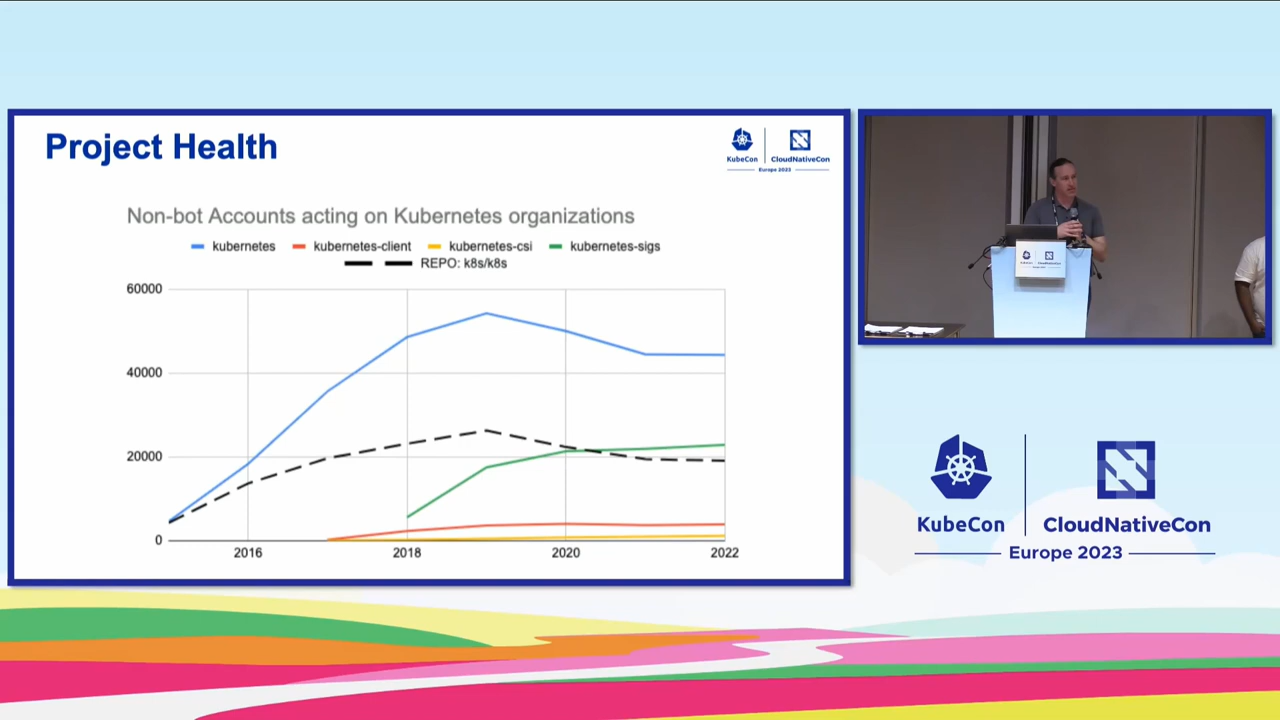 Project Health
KubeCon
CloudNativeCon
Europe 2023
Non-bot Accounts acting on Kubernetes organizations
kubernetes
kubernetes-client
kubernetes-csi
kubernetes-sigs
REPO: k8s/k8s
60000
40000
20000
0
2016
2018
2020
2022
KubeCon
CloudNativeCon
Europe 2023